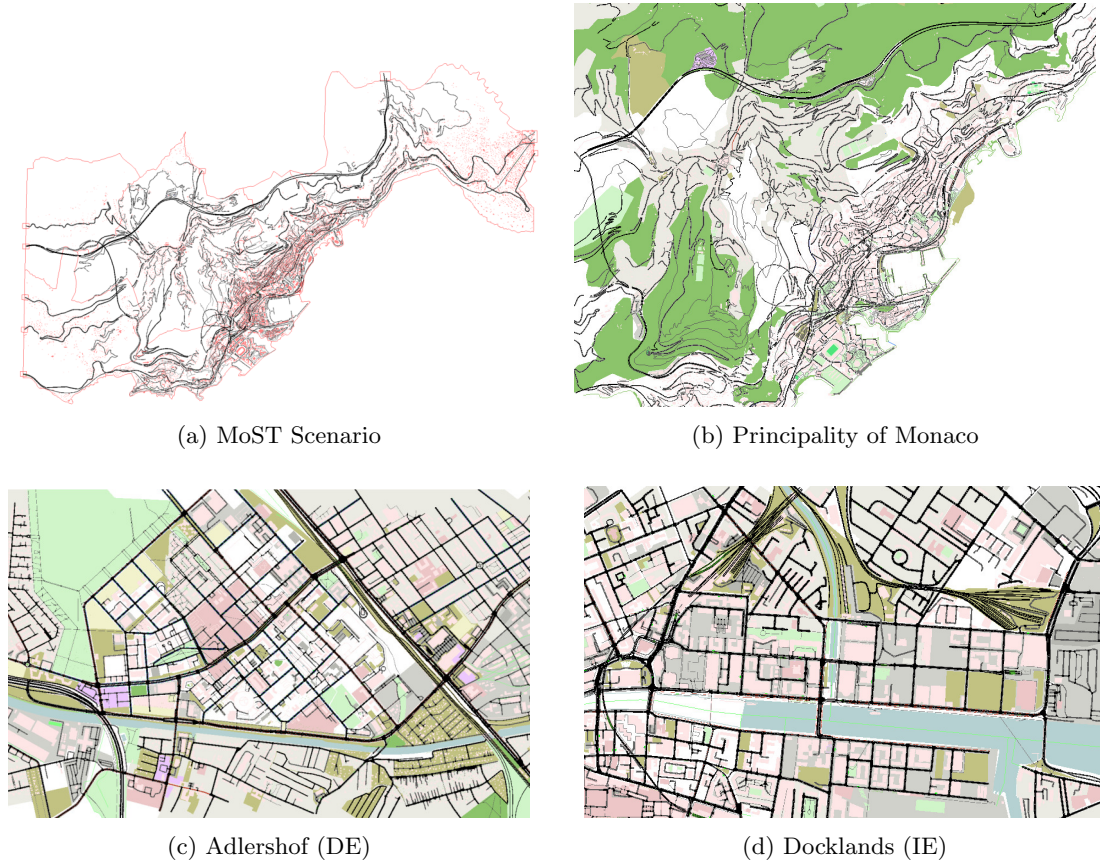 (a) MoST Scenario
(b) Principality of Monaco
(c) Adlershof (DE)
(d) Docklands (IE)